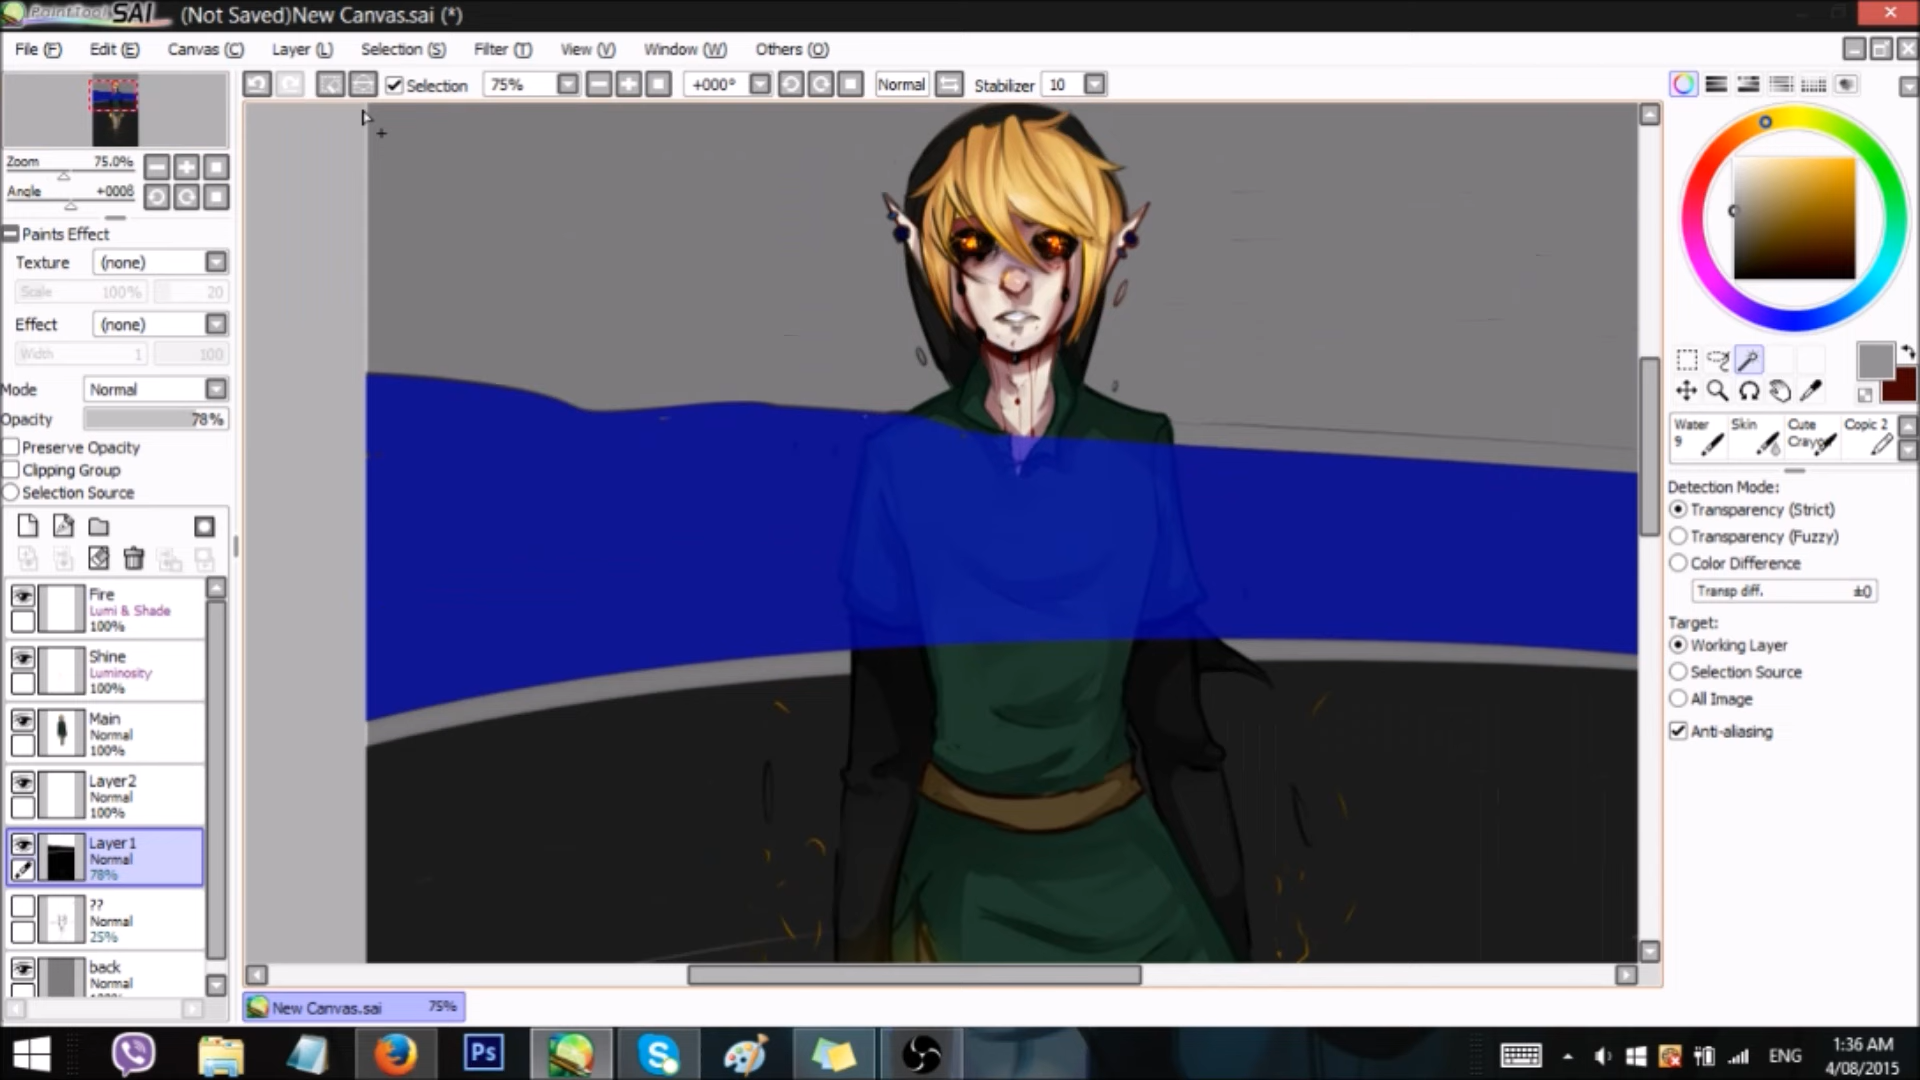 PaintTool SAI (Not Saved)New Canvas.sai (*)
File (F) Edit (E) Canvas (C) Layer (L) Selection (S) Filter (T) View (V) Window (W) Others (O)
Selection 75% +000° Normal Stabilizer 10
Zoom 75.0%
Angle
Paints Effect
Texture (none)
Scale 100% 20
Effect (none)
Width 1 100
Mode Normal
Opacity 78%
Preserve Opacity
Clipping Group
Selection Source
Fire
Lumi & Shade
100%
Shine
Luminosity
100%
Main
Normal
100%
Layer2
Normal
100%
Layer1
Normal
78%
??
Normal
25%
back
Normal
Water 9
Skin
Cute Crayo
Copic 2
Detection Mode:
Transparency (Strict)
Transparency (Fuzzy)
Color Difference
Transp diff. ±0
Target:
Working Layer
Selection Source
All Image
Anti-aliasing
New Canvas.sai 75%
Ps
ENG
1:36 AM
4/08/2015